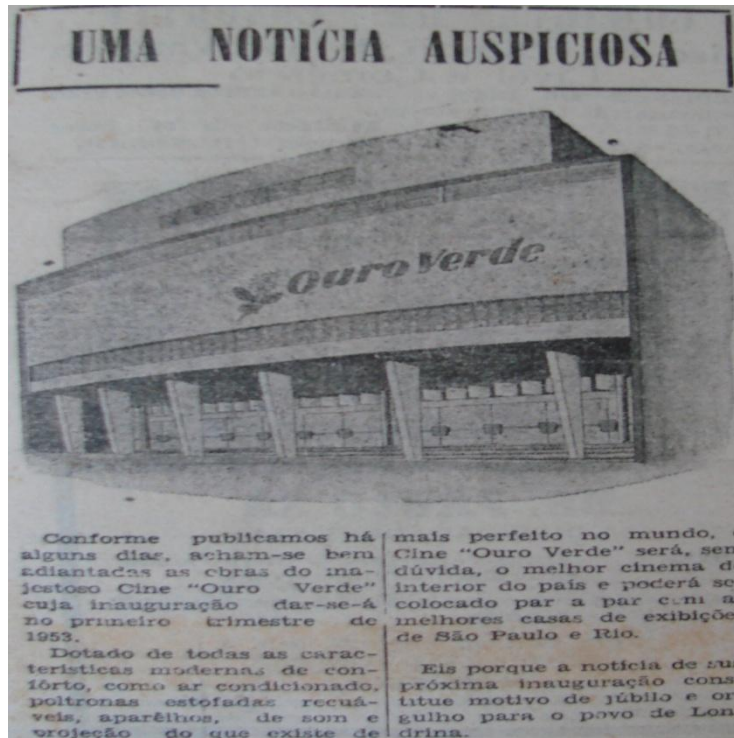 UMA NOTÍCIA AUSPICIOSA
Ouro Verde
Conforme publicamos há
alguns dias, acham-se bem
adiantadas as obras do ma-
jestoso Cine "Ouro Verde"
cuja inauguração dar-se-á
no primeiro trimestre de
1953.
Dotado de todas as carac-
teristicas modernas de con-
fôrto, como ar condicionado,
poltronas estofadas recuá-
veis, aparêlhos, de som e
projeção do que existe de
mais perfeito no mundo,
Cine "Ouro Verde" será, sem
dúvida, o melhor cinema d
interior do país e poderá se
colocado par a par com a
melhores casas de exibiçõe
de São Paulo e Rio.
Eis porque a notícia de sua
próxima inauguração cons-
titue motivo de júbilo e or-
gulho para o povo de Lon-
drina.